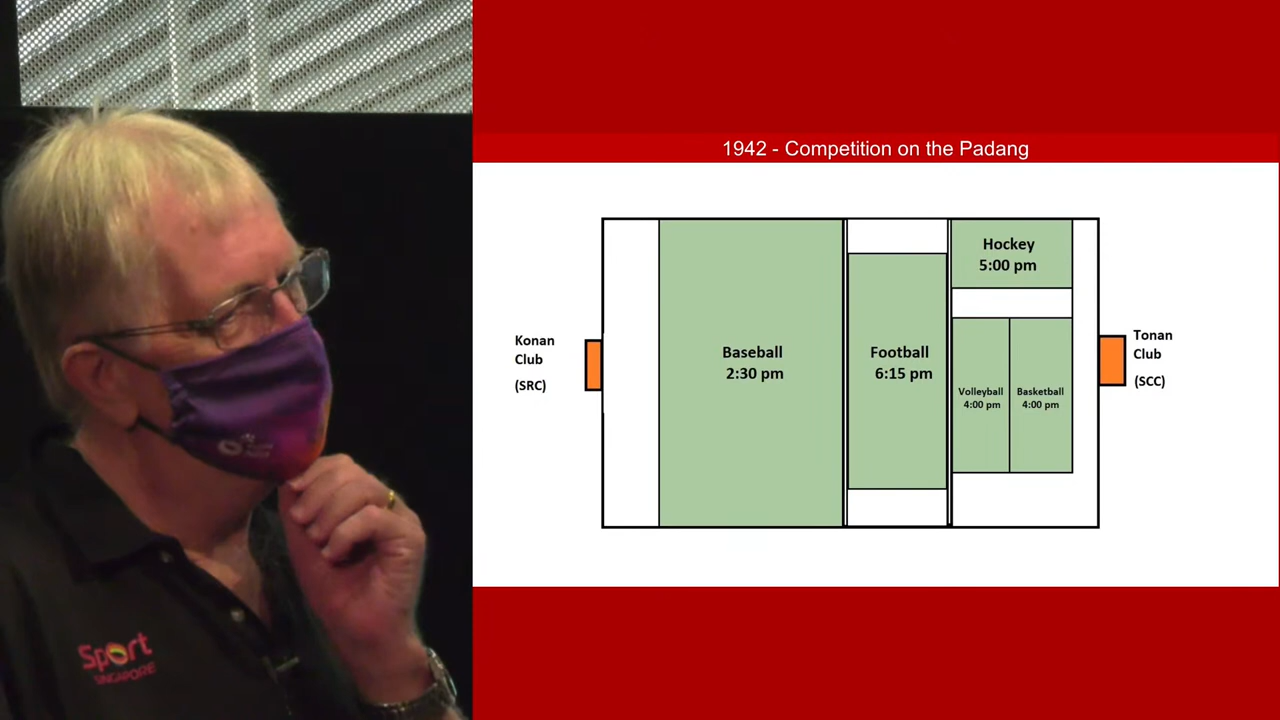 1942 - Competition on the Padang
Konan
Club
(SRC)
Baseball
2:30 pm
Football
6:15 pm
Hockey
5:00 pm
Volleyball
4:00 pm
Basketball
4:00 pm
Tonan
Club
(SCC)
Sport
SINGAPORE